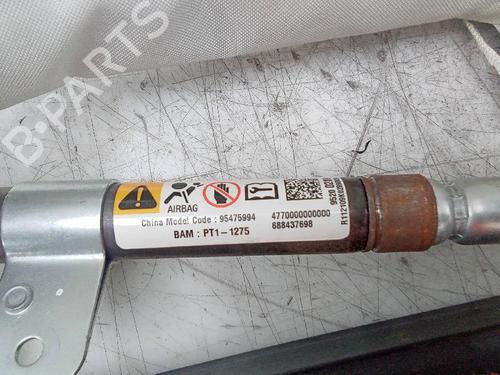 B-PARTS
AIRBAG
China Model Code : 95475994
BAM : PT1-1275
4770000000000
688437698